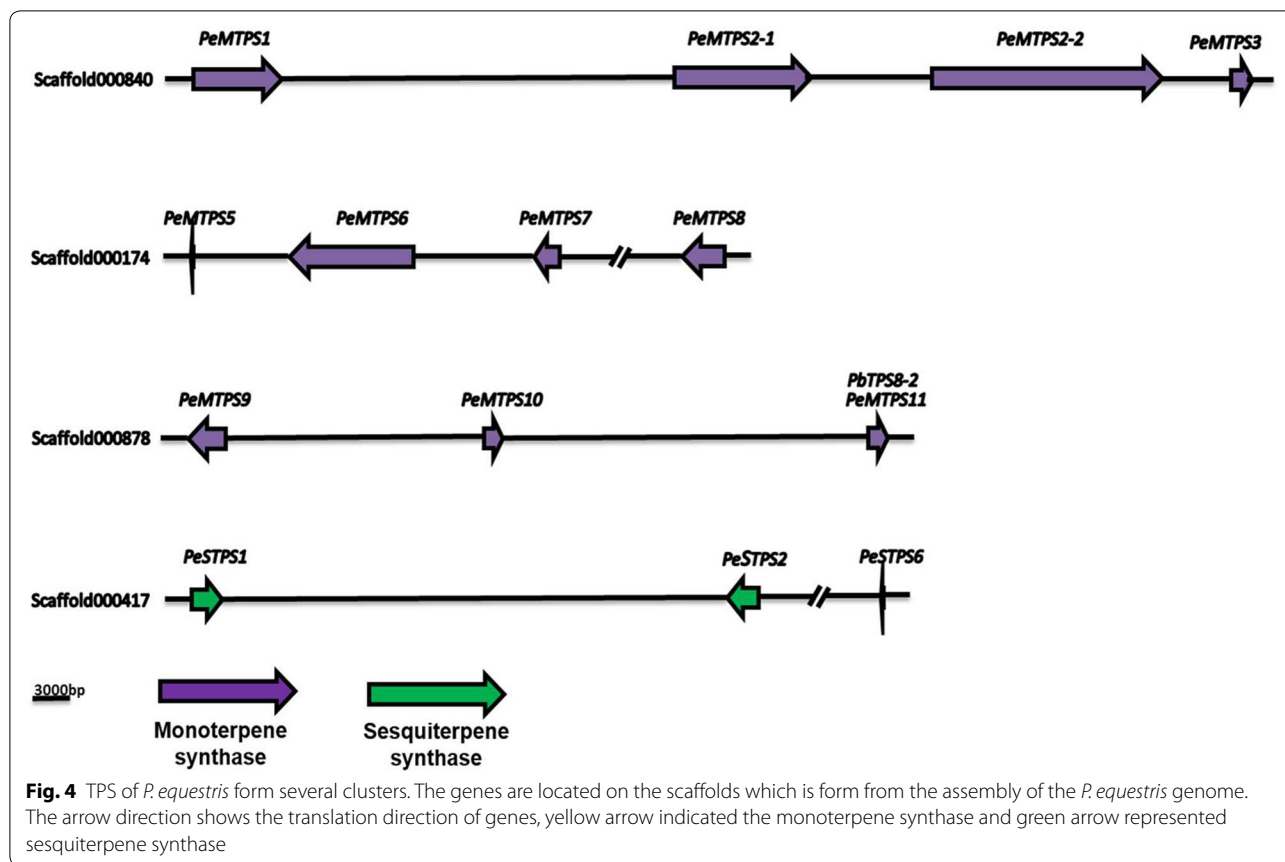 PeMTPS1 PeMTPS2-1 PeMTPS2-2 PeMTPS3
Scaffold000840
PeMTPS5 PeMTPS6 PeMTPS7 PeMTPS8
Scaffold000174
PbTPS8-2
PeMTPS9 PeMTPS10 PeMTPS11
Scaffold000878
PeSTPS1 PeSTPS2 PeSTPS6
Scaffold000417
3000bp
Monoterpene synthase
Sesquiterpene synthase
Fig. 4 TPS of P. equestris form several clusters. The genes are located on the scaffolds which is form from the assembly of the P. equestris genome.
The arrow direction shows the translation direction of genes, yellow arrow indicated the monoterpene synthase and green arrow represented
sesquiterpene synthase